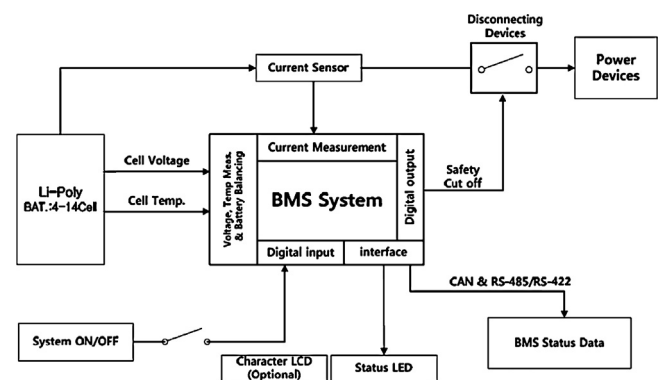 Disconnecting
Devices
Current Sensor
Power
Devices
Current Measurement
Cell Voltage
Li-Poly
BAT.:4-14Cell
Cell Temp.
Voltage, Temp Meas.
& Battery Balancing
BMS System
Digital output
Safety
Cut off
Digital input
interface
CAN & RS-485/RS-422
System ON/OFF
BMS Status Data
Character LCD
(Optional)
Status LED